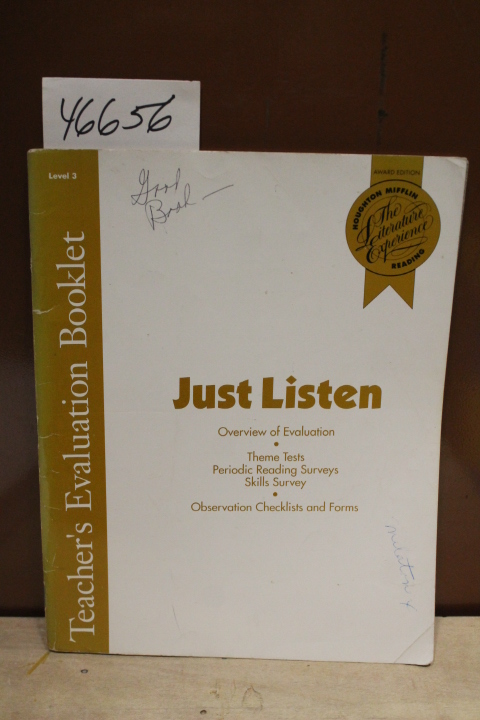 46656
Level 3
Good
Book —
AWARD EDITION
HOUGHTON MIFFLIN
The
Literature
Experience
READING
Teacher's Evaluation Booklet
Just Listen
Overview of Evaluation
•
Theme Tests
Periodic Reading Surveys
Skills Survey
•
Observation Checklists and Forms